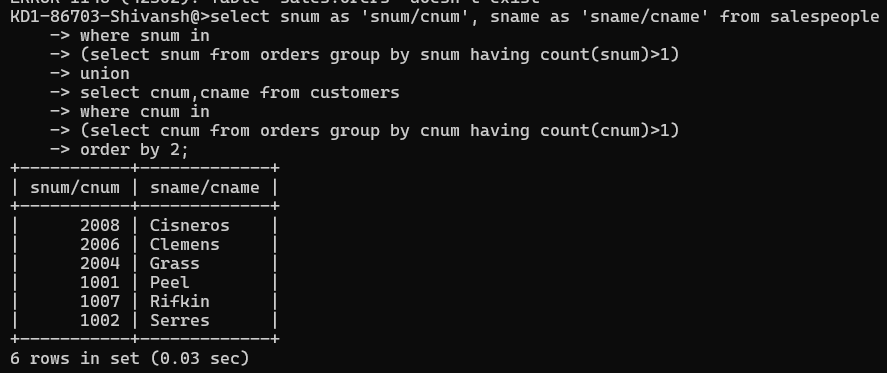 KD1-86703-Shivansh@>select snum as 'snum/cnum', sname as 'sname/cname' from salespeople
    -> where snum in
    -> (select snum from orders group by snum having count(snum)>1)
    -> union
    -> select cnum,cname from customers
    -> where cnum in
    -> (select cnum from orders group by cnum having count(cnum)>1)
    -> order by 2;
+-----------+-------------+
| snum/cnum | sname/cname |
+-----------+-------------+
|      2008 | Cisneros    |
|      2006 | Clemens     |
|      2004 | Grass       |
|      1001 | Peel        |
|      1007 | Rifkin      |
|      1002 | Serres      |
+-----------+-------------+
6 rows in set (0.03 sec)